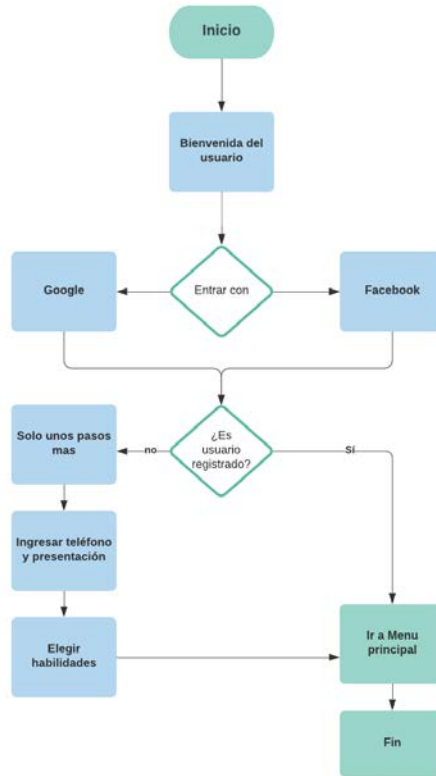 Inicio
Bienvenida del
usuario
Google
Entrar con
Facebook
Solo unos pasos
mas
no
¿Es
usuario
registrado?
Sí
Ingresar teléfono
y presentación
Elegir
habilidades
Ir a Menu
principal
Fin